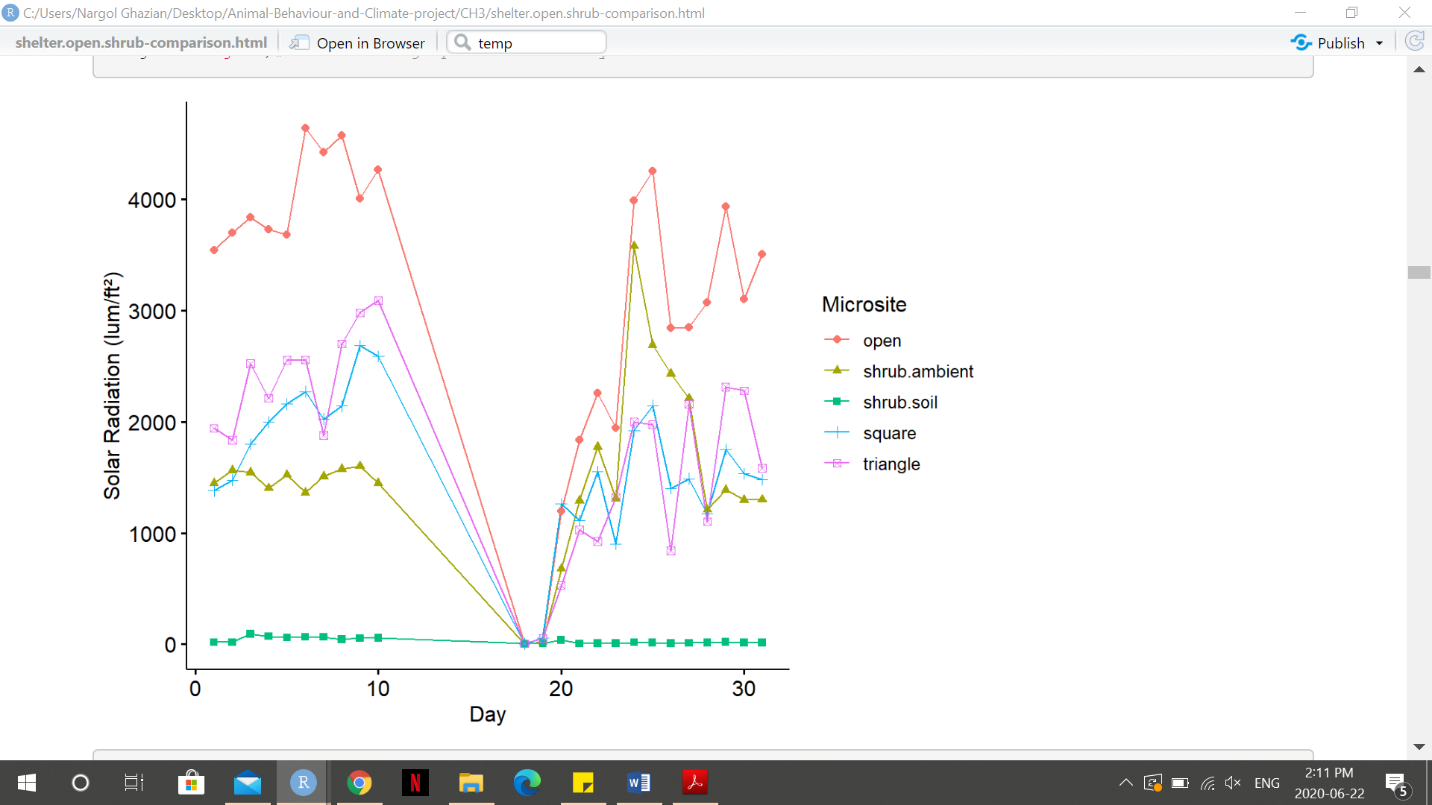 C:/Users/Nargol Ghazian/Desktop/Animal-Behaviour-and-Climate-project/CH3/shelter.open.shrub-comparison.html
shelter.open.shrub-comparison.html Open in Browser temp Publish
4000
3000
2000
1000
0
Solar Radiation (lum/ft²)
0 10 20 30
Day
Microsite
open
shrub.ambient
shrub.soil
square
triangle
ENG 2:11 PM
2020-06-22
5